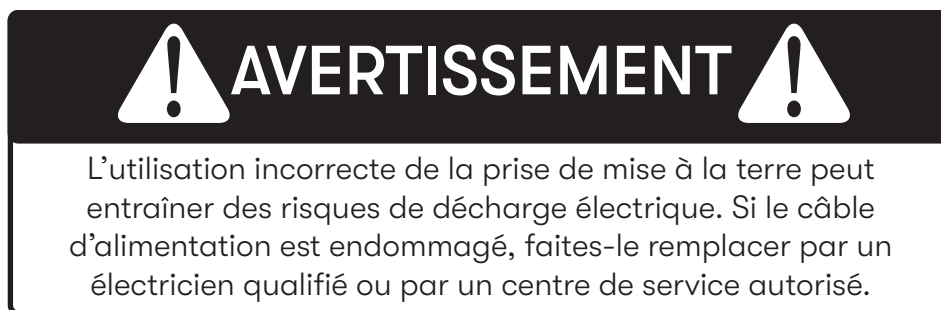 AVERTISSEMENT
L’utilisation incorrecte de la prise de mise à la terre peut
entraîner des risques de décharge électrique. Si le câble
d’alimentation est endommagé, faites-le remplacer par un
électricien qualifié ou par un centre de service autorisé.